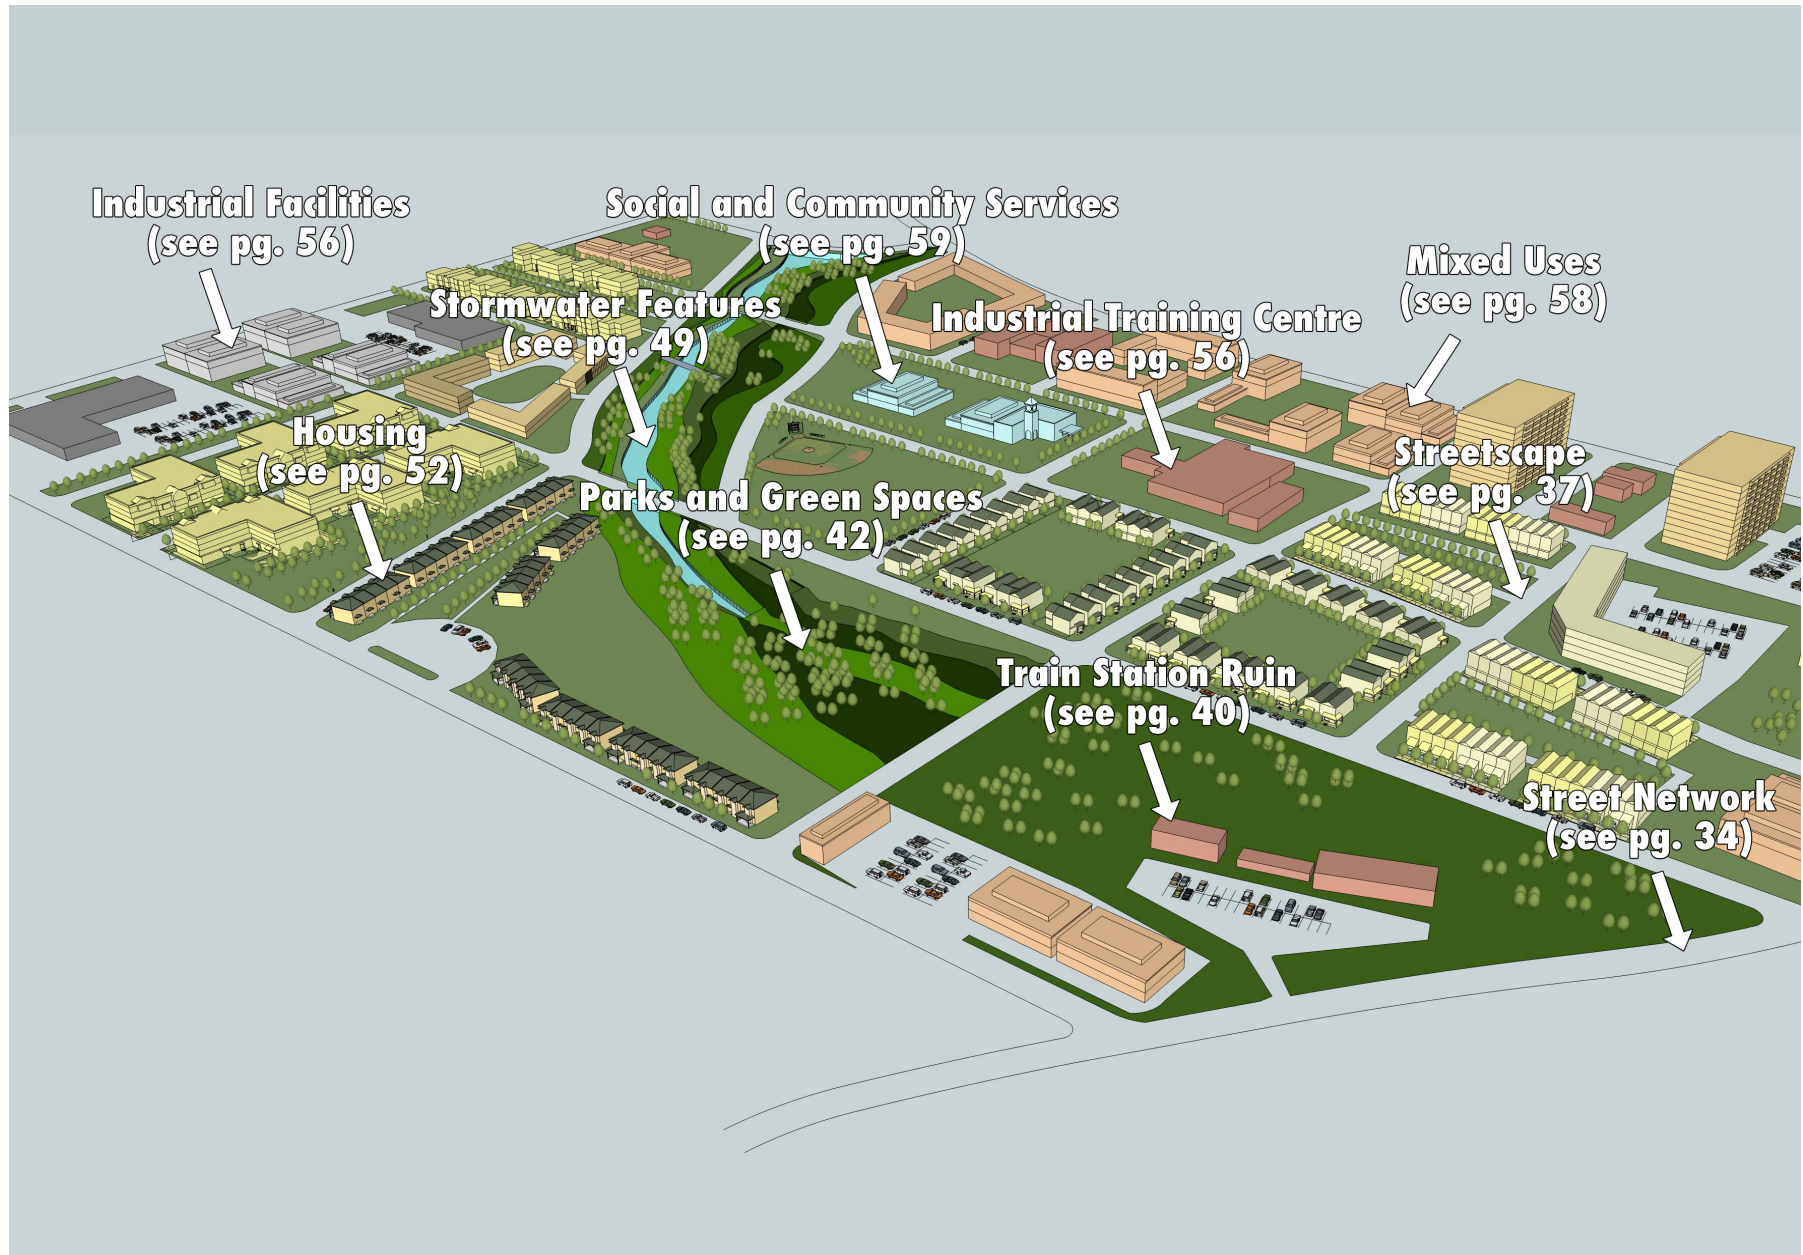 Industrial Facilities
(see pg. 56)
Social and Community Services
(see pg. 59)
Mixed Uses
(see pg. 58)
Stormwater Features
(see pg. 49)
Industrial Training Centre
(see pg. 56)
Housing
(see pg. 52)
Streetscape
(see pg. 37)
Parks and Green Spaces
(see pg. 42)
Train Station Ruin
(see pg. 40)
Street Network
(see pg. 34)